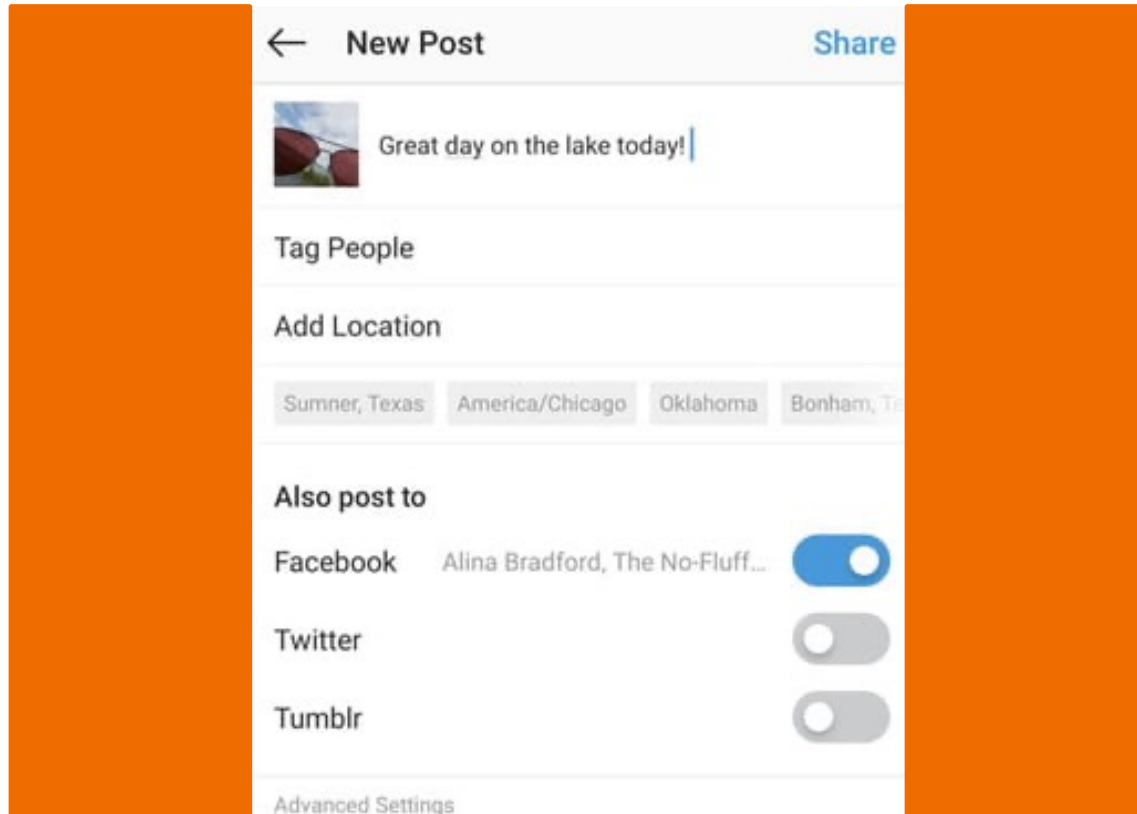 New Post Share
Great day on the lake today!
Tag People
Add Location
Sumner, Texas America/Chicago Oklahoma Bonham,
Also post to
Facebook Alina Bradford, The No-Fluff...
Twitter
Tumblr
Advanced Settings